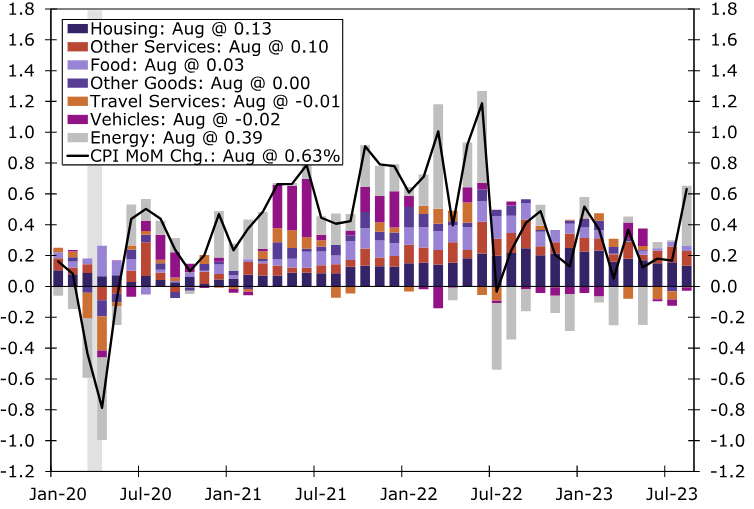 1.8 1.8
Housing: Aug @ 0.13
1.6 1.6
Other Services: Aug @ 0.10
1.4 1.4
Food: Aug @ 0.03
Other Goods: Aug @ 0.00
1.2 1.2
Travel Services: Aug @ -0.01
Vehicles: Aug @ -0.02
1.0 1.0
Energy: Aug @ 0.39
CPI MoM Chg.: Aug @ 0.63%
0.8 0.8
0.6 0.6
0.4 0.4
0.2 0.2
0.0 0.0
-0.2 -0.2
-0.4 -0.4
-0.6 -0.6
-0.8 -0.8
-1.0 -1.0
-1.2 -1.2
Jan-20 Jul-20 Jan-21 Jul-21 Jan-22 Jul-22 Jan-23 Jul-23